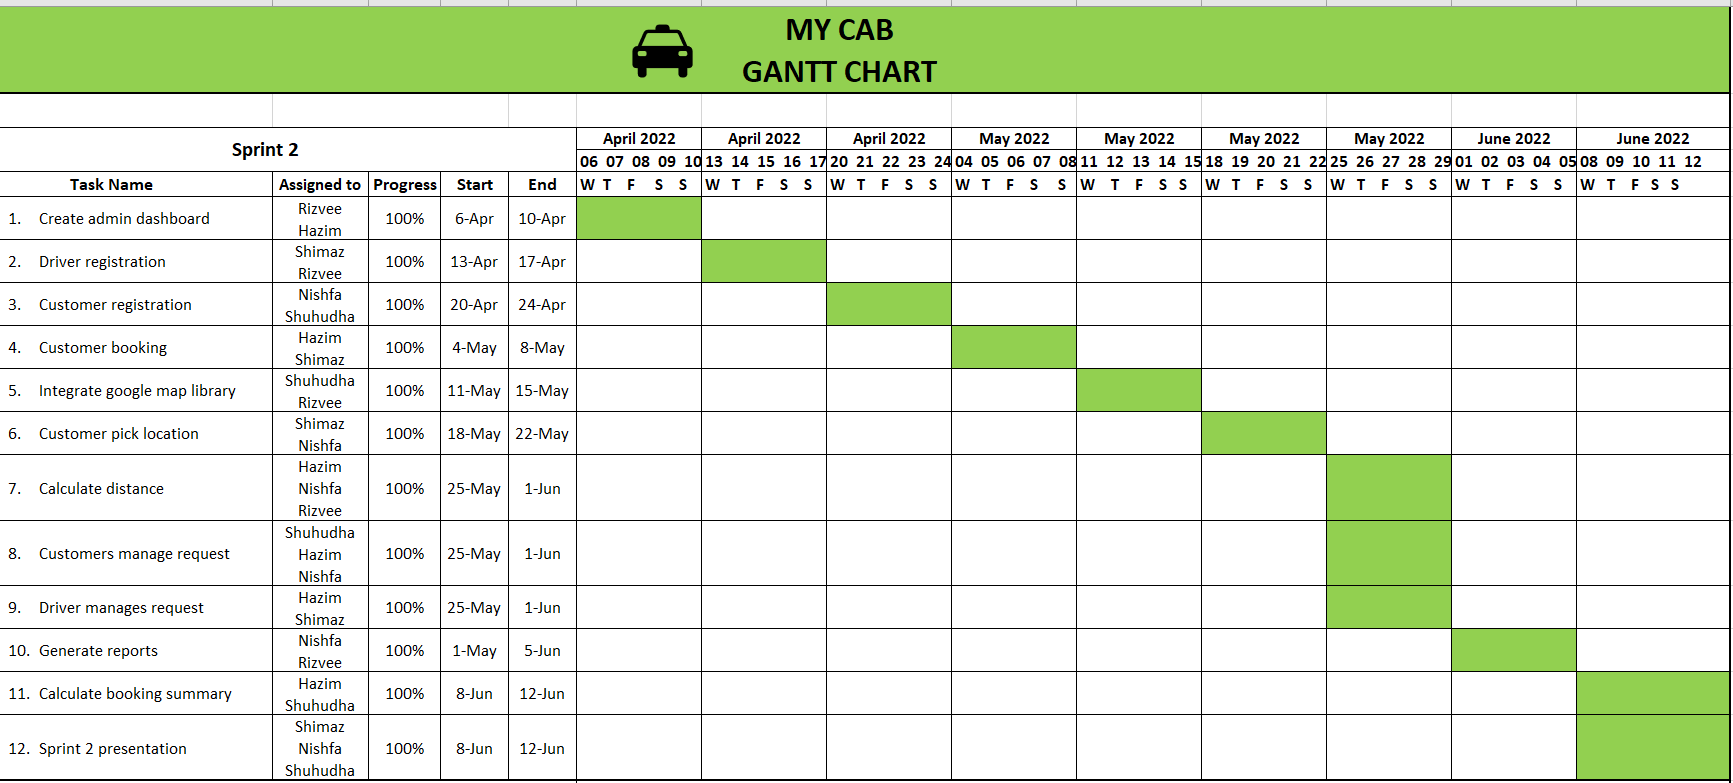 MY CAB
GANTT CHART
Sprint 2
April 2022 April 2022 April 2022 May 2022 May 2022 May 2022 May 2022 June 2022 June 2022
06 07 08 09 10 13 14 15 16 17 20 21 22 23 24 04 05 06 07 08 11 12 13 14 15 18 19 20 21 22 25 26 27 28 29 01 02 03 04 05 08 09 10 11 12
Task Name Assigned to Progress Start End W T F S S W T F S S W T F S S W T F S S W T F S S W T F S S W T F S S W T F S S W T F S S
1. Create admin dashboard Rizvee Hazim 100% 6-Apr 10-Apr
2. Driver registration Shimaz Rizvee 100% 13-Apr 17-Apr
3. Customer registration Nishfa Shuhudha 100% 20-Apr 24-Apr
4. Customer booking Hazim Shimaz 100% 4-May 8-May
5. Integrate google map library Shuhudha Rizvee 100% 11-May 15-May
6. Customer pick location Shimaz Nishfa 100% 18-May 22-May
7. Calculate distance Hazim Nishfa Rizvee 100% 25-May 1-Jun
8. Customers manage request Shuhudha Hazim Nishfa 100% 25-May 1-Jun
9. Driver manages request Hazim Shimaz 100% 25-May 1-Jun
10. Generate reports Nishfa Rizvee 100% 1-May 5-Jun
11. Calculate booking summary Hazim Shuhudha 100% 8-Jun 12-Jun
12. Sprint 2 presentation Shimaz Nishfa Shuhudha 100% 8-Jun 12-Jun